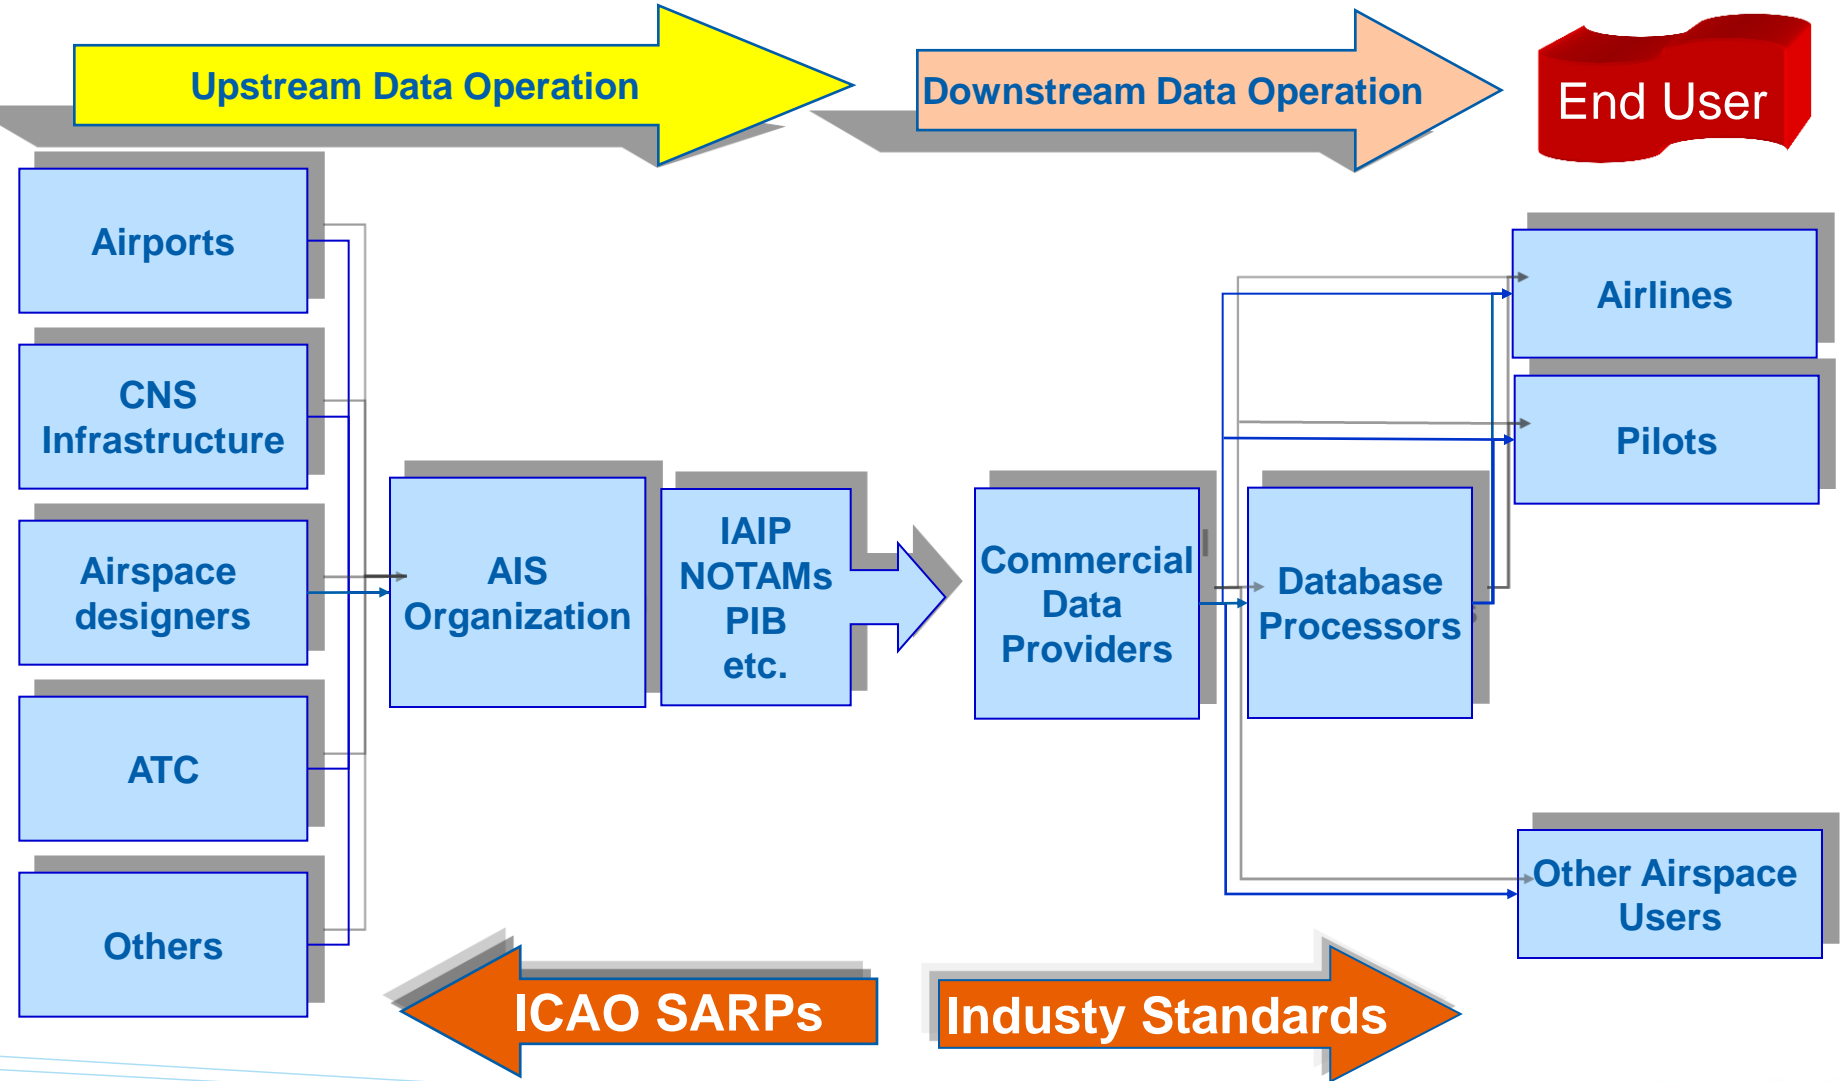 Upstream Data Operation
Downstream Data Operation
End User
Airports
CNS
Infrastructure
Airspace
designers
ATC
Others
AIS
Organization
IAIP
NOTAMs
PIB
etc.
Commercial
Data
Providers
Database
Processors
Airlines
Pilots
Other Airspace
Users
ICAO SARPs
Industy Standards